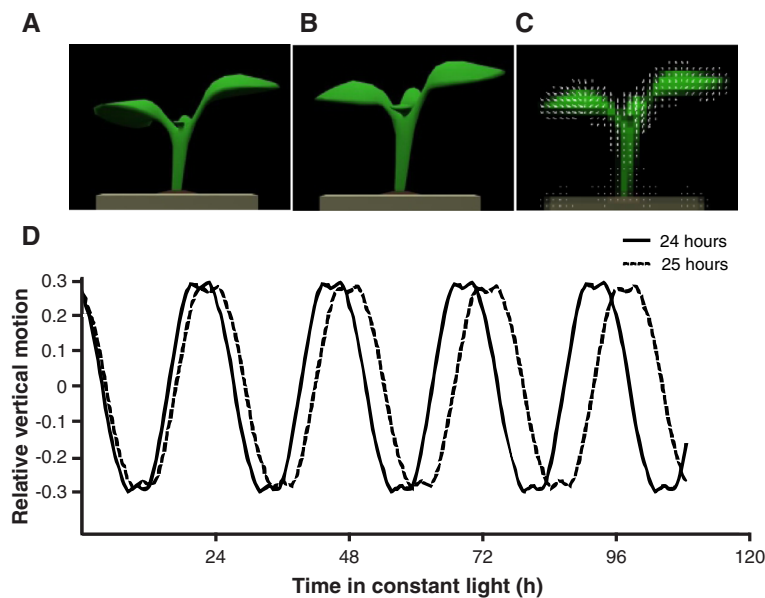 A
B
C
D
24 hours
25 hours
Relative vertical motion
0.3
0.2
0.1
0
-0.1
-0.2
-0.3
24
48
72
96
120
Time in constant light (h)